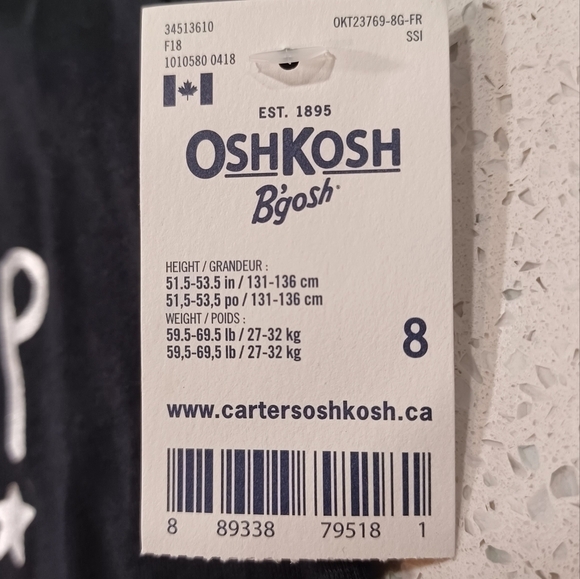 34513610
F18
1010580 0418
OKT23769-8G-FR
SSI
EST. 1895
OSHKOSH
B'gosh
HEIGHT / GRANDEUR :
51.5-53.5 in / 131-136 cm
51,5-53,5 po / 131-136 cm
WEIGHT / POIDS :
59.5-69.5 lb / 27-32 kg
59,5-69,5 lb / 27-32 kg
8
www.cartersoshkosh.ca
8 89338 79518 1